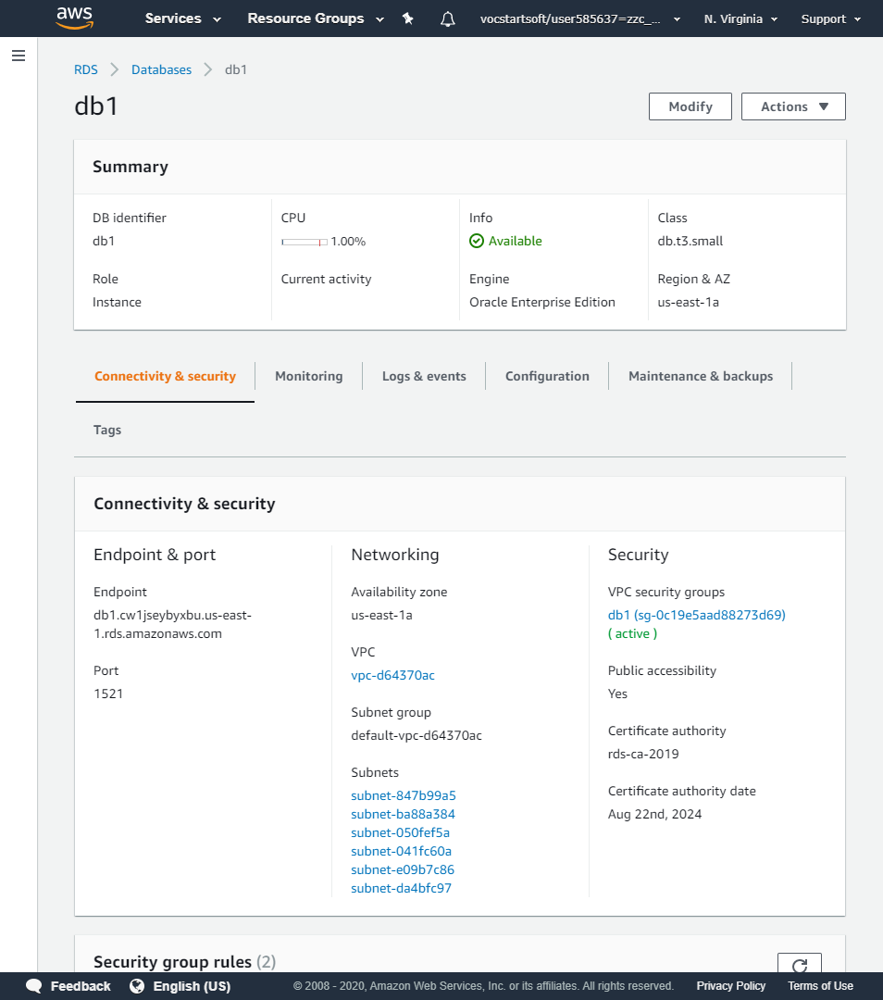 aws Services Resource Groups vocstartsoft/user585637=zzc_... N. Virginia Support
RDS Databases db1
db1
Modify Actions
Summary
DB identifier CPU Info Class
db1 1.00% Available db.t3.small
Role Current activity Engine Region & AZ
Instance Oracle Enterprise Edition us-east-1a
Connectivity & security Monitoring Logs & events Configuration Maintenance & backups
Tags
Connectivity & security
Endpoint & port
Endpoint
db1.cw1jseybyxbu.us-east-
1.rds.amazonaws.com
Port
1521
Networking
Availability zone
us-east-1a
VPC
vpc-d64370ac
Subnet group
default-vpc-d64370ac
Subnets
subnet-847b99a5
subnet-ba88a384
subnet-050fef5a
subnet-041fc60a
subnet-e09b7c86
subnet-da4bfc97
Security
VPC security groups
db1 (sg-0c19e5aad88273d69)
( active )
Public accessibility
Yes
Certificate authority
rds-ca-2019
Certificate authority date
Aug 22nd, 2024
Security group rules (2)
Feedback English (US) © 2008 - 2020, Amazon Web Services, Inc. or its affiliates. All rights reserved. Privacy Policy Terms of Use